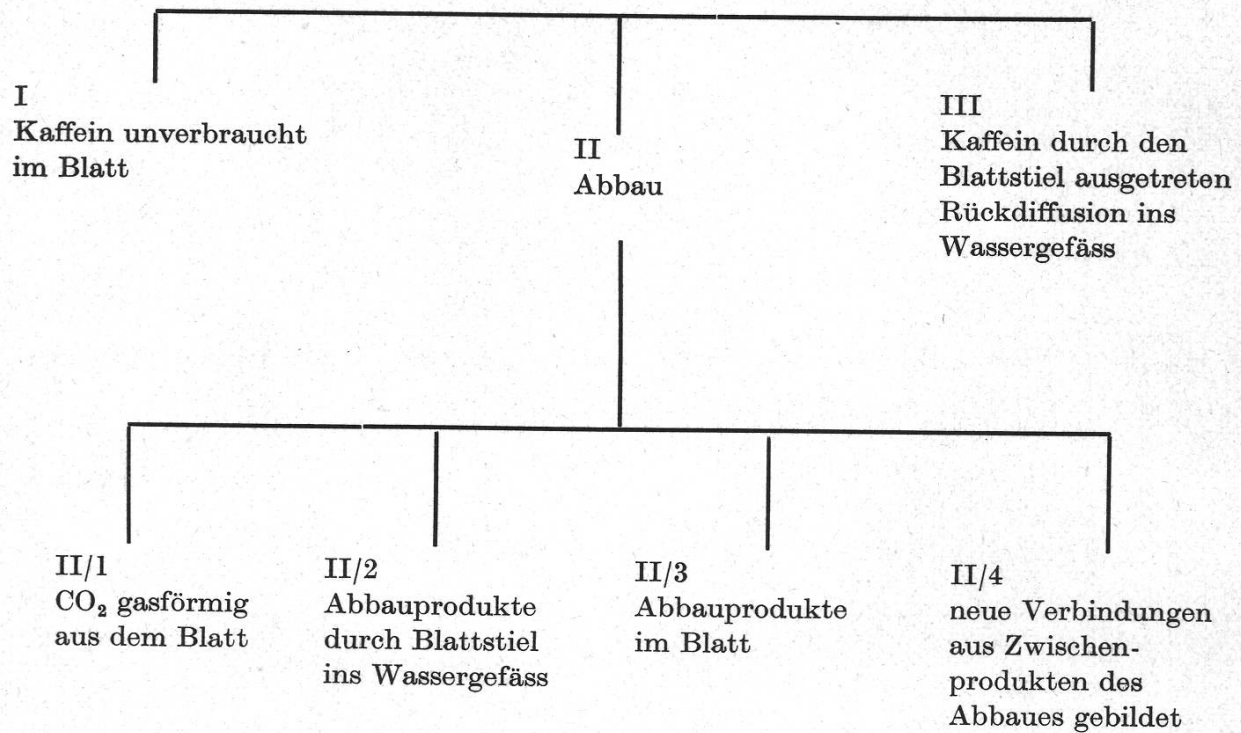 I
Kaffein unverbraucht
im Blatt
II
Abbau
III
Kaffein durch den
Blattstiel ausgetreten
Rückdiffusion ins
Wassergefäss
II/1
CO₂ gasförmig
aus dem Blatt
II/2
Abbauprodukte
durch Blattstiel
ins Wassergefäss
II/3
Abbauprodukte
im Blatt
II/4
neue Verbindungen
aus Zwischen-
produkten des
Abbaues gebildet